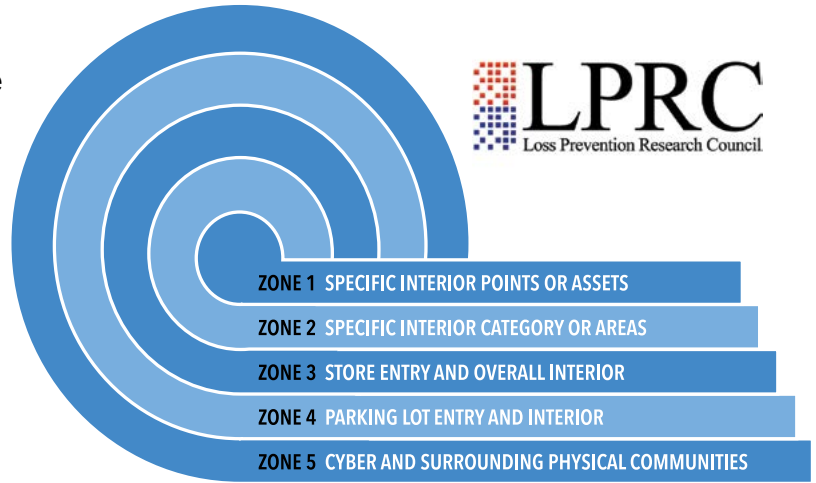 e
LPRC
Loss Prevention Research Council
ZONE 1 SPECIFIC INTERIOR POINTS OR ASSETS
ZONE 2 SPECIFIC INTERIOR CATEGORY OR AREAS
ZONE 3 STORE ENTRY AND OVERALL INTERIOR
ZONE 4 PARKING LOT ENTRY AND INTERIOR
ZONE 5 CYBER AND SURROUNDING PHYSICAL COMMUNITIES